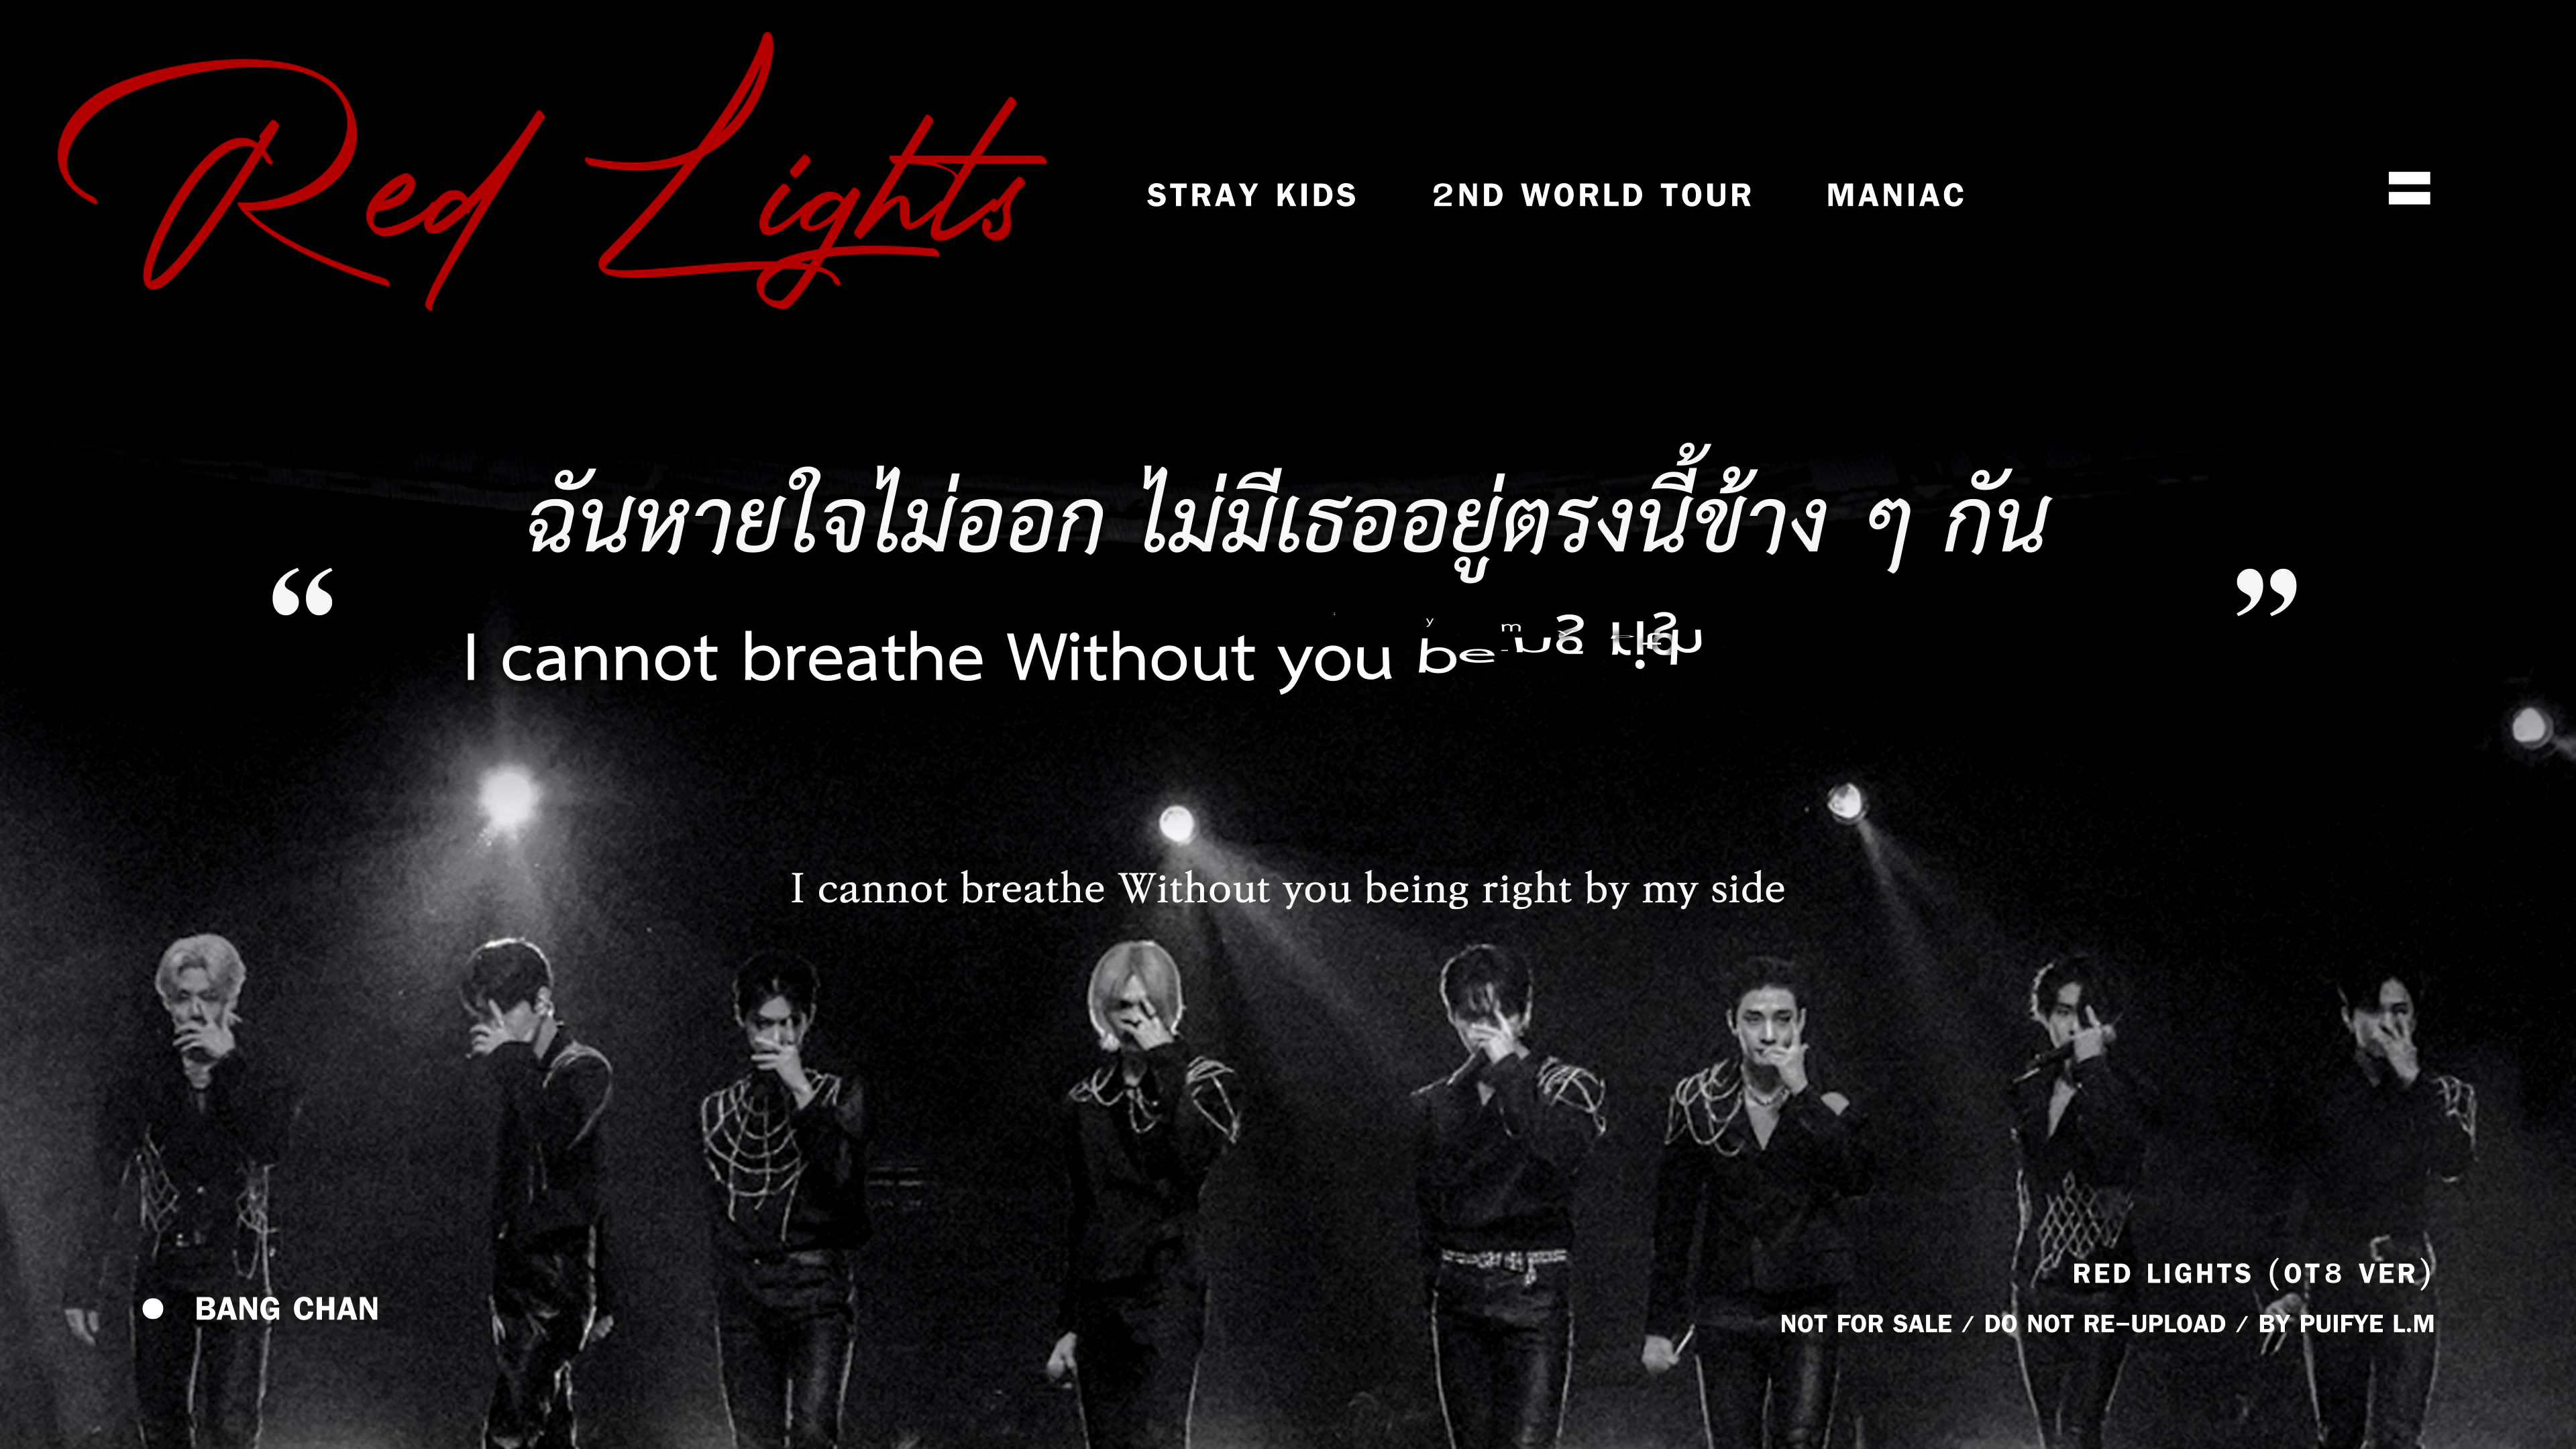 Red Lights
STRAY KIDS 2ND WORLD TOUR MANIAC
ฉันหายใจไม่ออก ไม่มีเธออยู่ตรงนี้ข้าง ๆ กัน
“ ”
I cannot breathe Without you
I cannot breathe Without you being right by my side
BANG CHAN
RED LIGHTS (OT8 VER)
NOT FOR SALE / DO NOT RE-UPLOAD / BY PUIFYE L.M